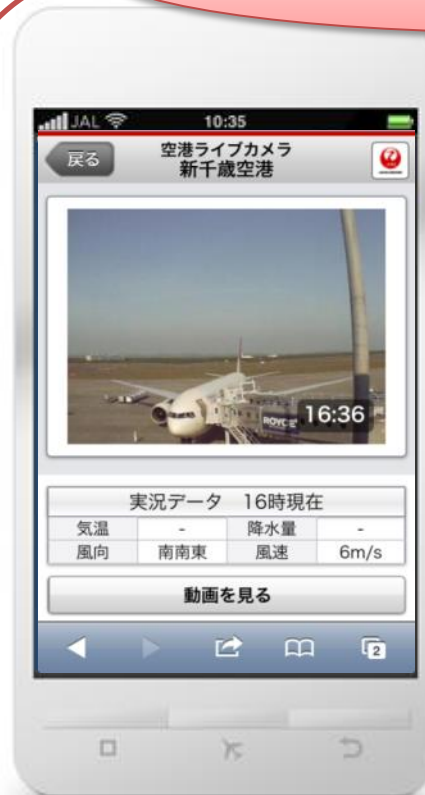 JAL 10:35
戻る
空港ライブカメラ
新千歳空港
ROYCE'
16:36
実況データ 16時現在
気温 - 降水量 -
風向 南南東 風速 6m/s
動画を見る
2